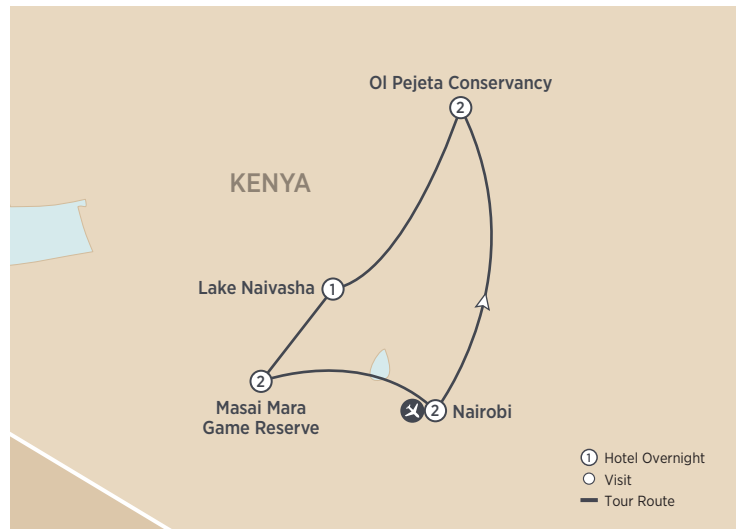 Ol Pejeta Conservancy
2
KENYA
Lake Naivasha
1
2
Masai Mara
Game Reserve
2
Nairobi
1
Hotel Overnight
Visit
Tour Route